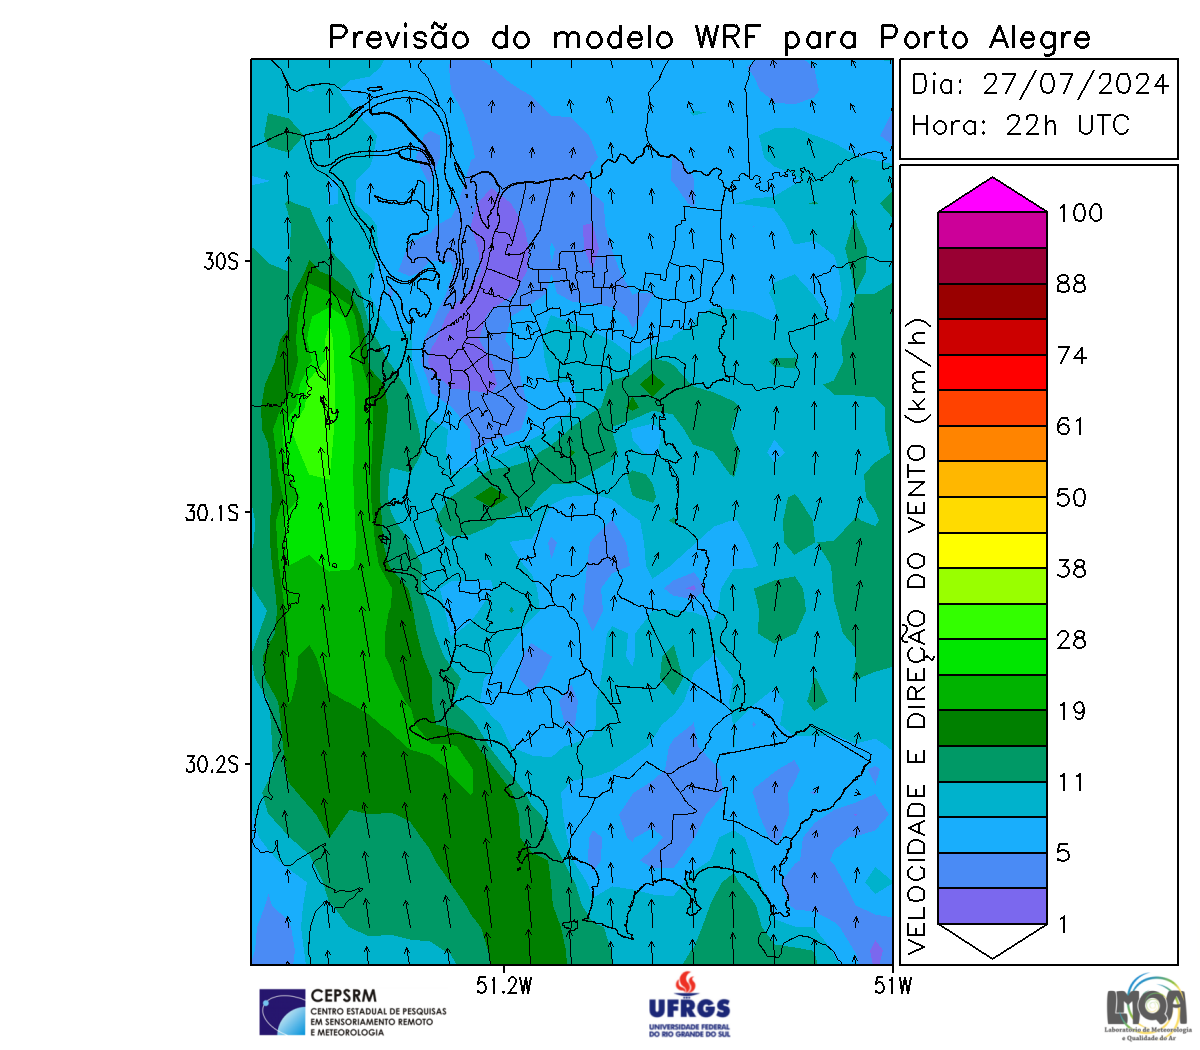 Previsão do modelo WRF para Porto Alegre
Dia: 27/07/2024
Hora: 22h UTC
30S
30.1S
30.2S
51.2W
51W
VELOCIDADE E DIREÇÃO DO VENTO (km/h)
100
88
74
61
50
38
28
19
11
5
1
CEPSRM
CENTRO ESTADUAL DE PESQUISAS
EM SENSORIAMENTO REMOTO
E METEOROLOGIA
UFRGS
UNIVERSIDADE FEDERAL
DO RIO GRANDE DO SUL
LMQA
Laboratório de Meteorologia
e Qualidade do Ar